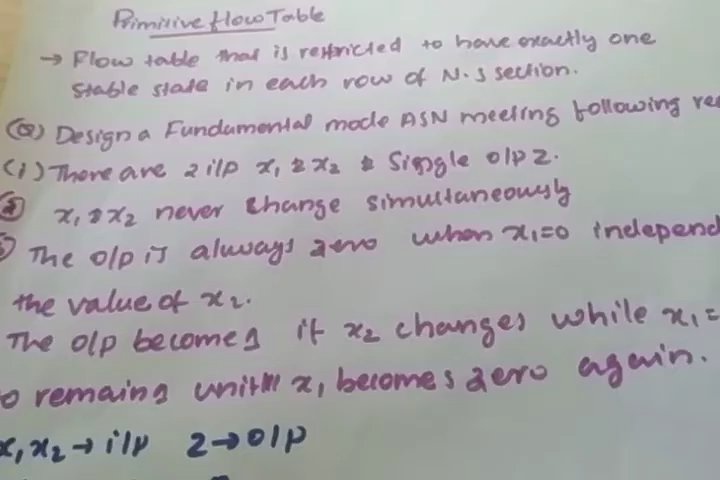 Primitive flow Table
→ Flow table that is restricted to have exactly one
stable state in each row of N.S section.
(Q) Design a Fundamental mode ASN meeting following re
(1) There are 2 i/p x₁ & x₂ & Single o/p Z.
x₁ & x₂ never change simultaneously
The o/p is always zero when x₁=0 independ
the value of x₂.
The o/p becomes 1 if x₂ changes while x₁=
o remains until x₁ becomes zero again.
x₁ x₂ → i/p Z → o/p